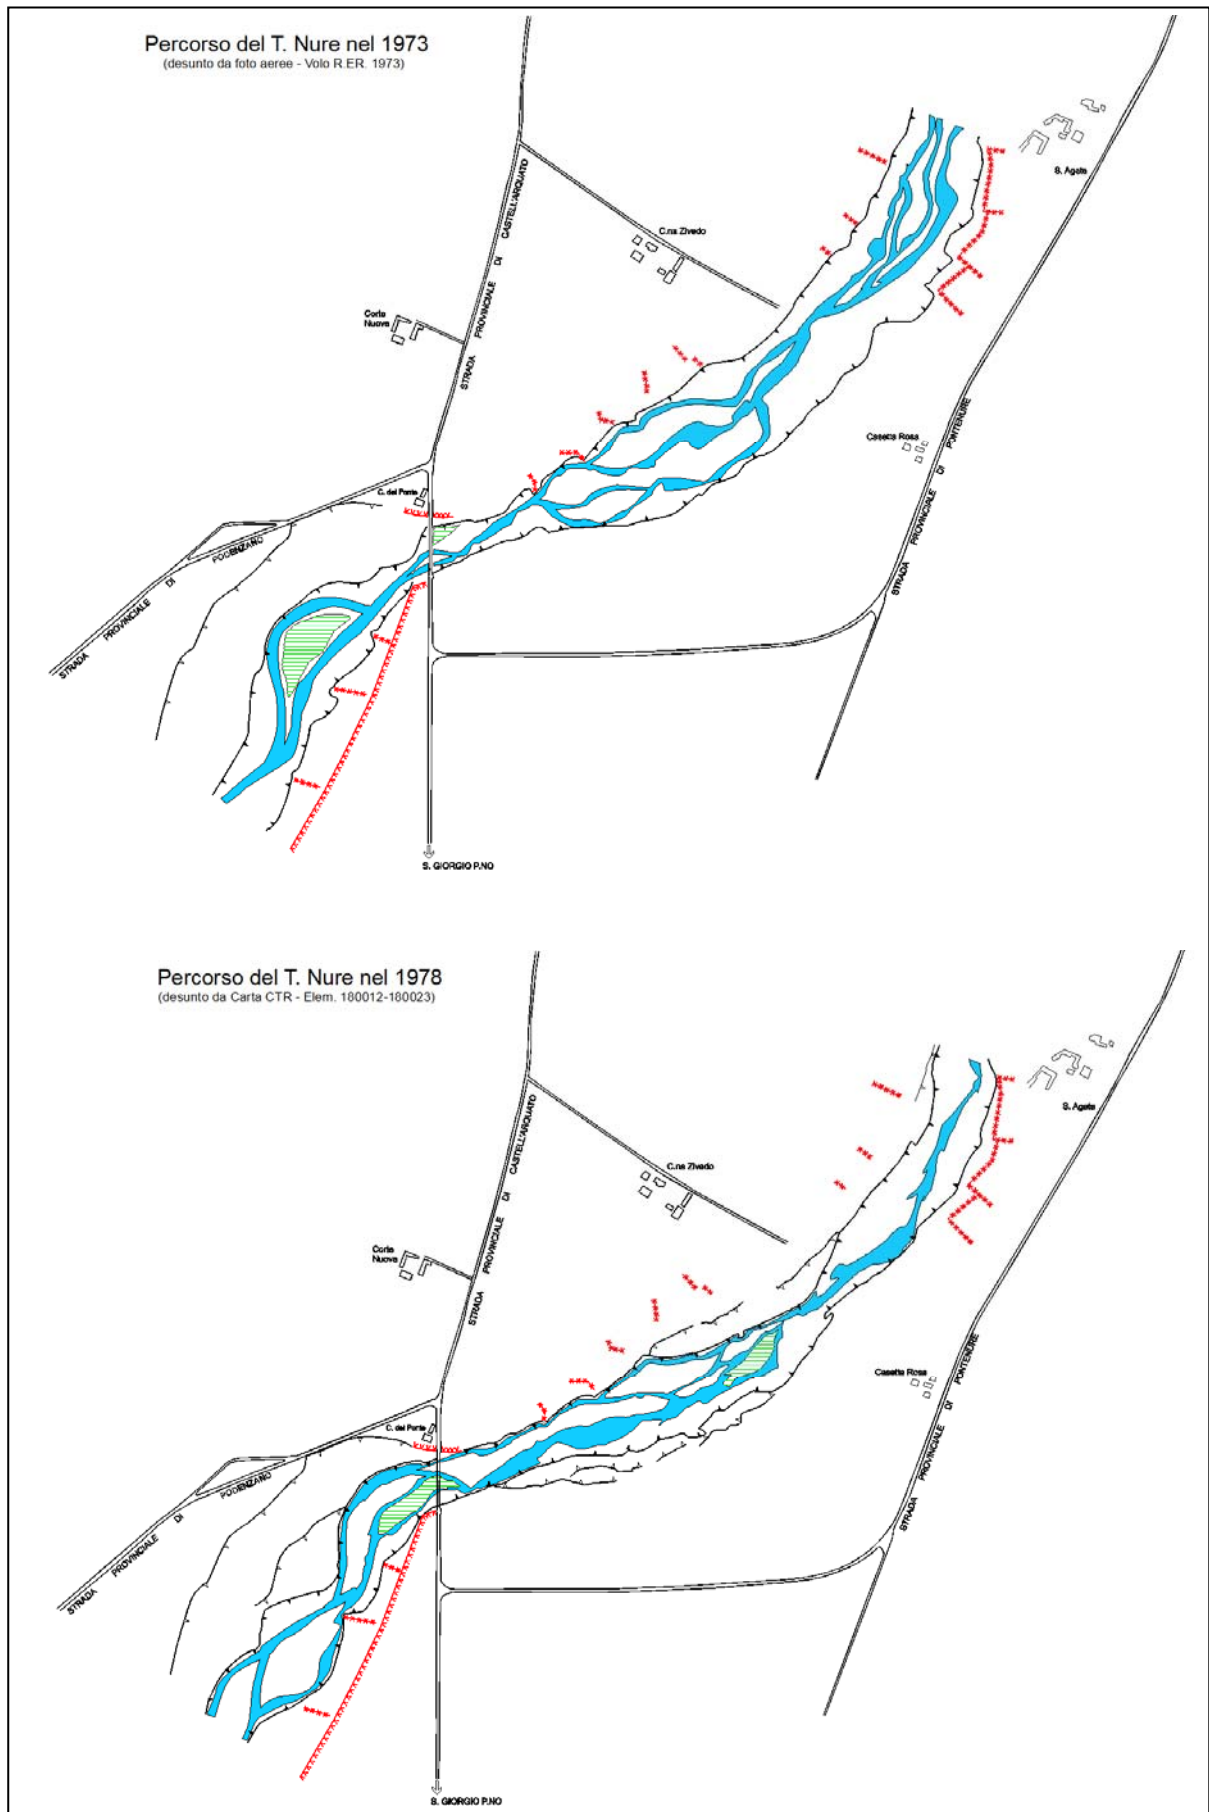 Percorso del T. Nure nel 1973
(desunto da foto aeree - Volo R.ER. 1973)
STRADA PROVINCIALE DI CASTELL'ARQUATO
S. Agata
C.na Zivedo
Corte
Nuova
Casetta Rosa
C. del Ponte
STRADA PROVINCIALE DI PODENZANO
STRADA PROVINCIALE DI PONTENURE
S. GIORGIO P.NO
Percorso del T. Nure nel 1978
(desunto da Carta CTR - Elem. 180012-180023)
STRADA PROVINCIALE DI CASTELL'ARQUATO
S. Agata
C.na Zivedo
Corte
Nuova
Casetta Rosa
C. del Ponte
STRADA PROVINCIALE DI PODENZANO
STRADA PROVINCIALE DI PONTENURE
S. GIORGIO P.NO